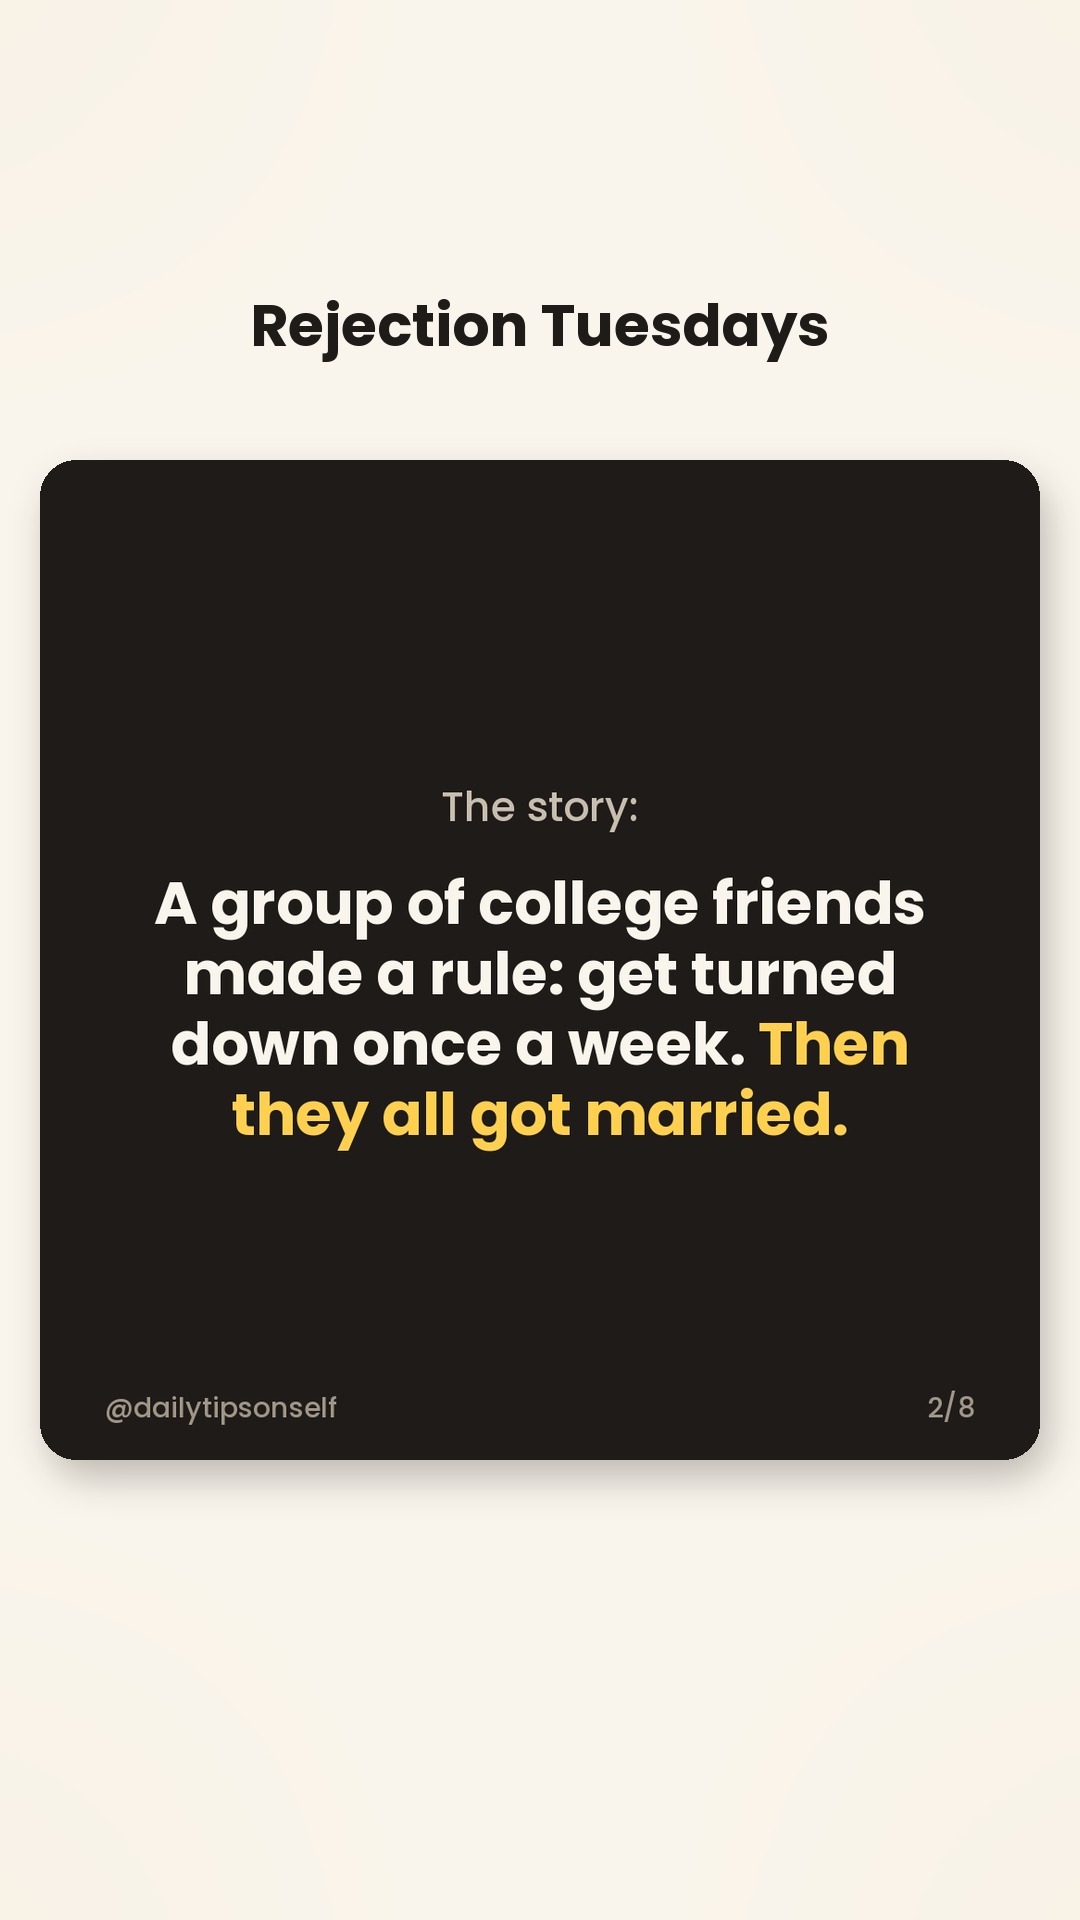 Rejection Tuesdays
The story:
A group of college friends
made a rule: get turned
down once a week. Then
they all got married.
@dailytipsonself
2/8